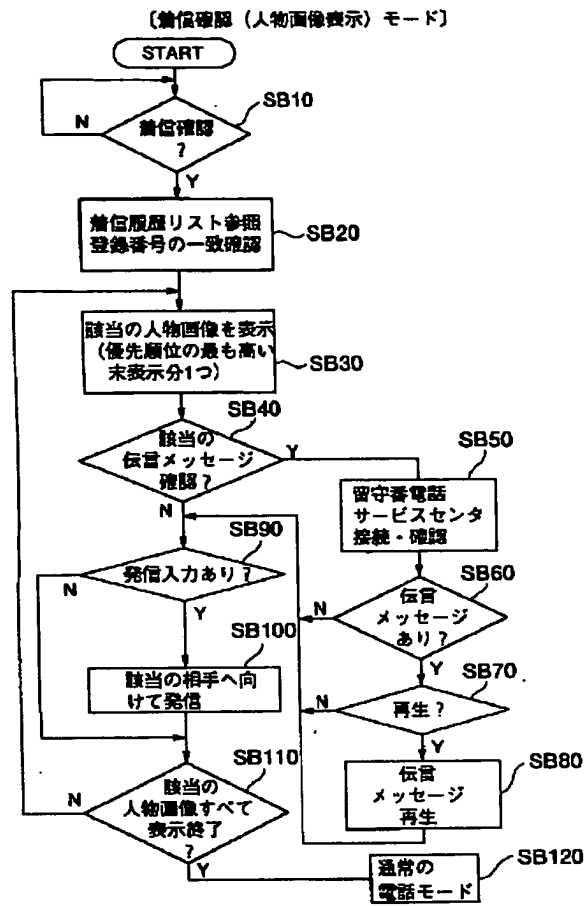 〔着信確認（人物画像表示）モード〕
START
SB10
N
着信確認
?
Y
着信履歴リスト参照
登録番号の一致確認
SB20
該当の人物画像を表示
（優先順位の最も高い
末表示分1つ）
SB30
SB40
該当の
伝言メッセージ
確認？
Y
N
SB50
留守番電話
サービスセンタ
接続・確認
SB90
発信入力あり？
N
Y
SB60
伝言
メッセージ
あり？
N
Y
SB100
該当の相手へ向
けて発信
SB70
再生？
N
Y
SB110
該当の
人物画像すべて
表示終了
?
N
Y
SB80
伝言
メッセージ
再生
SB120
通常の
電話モード